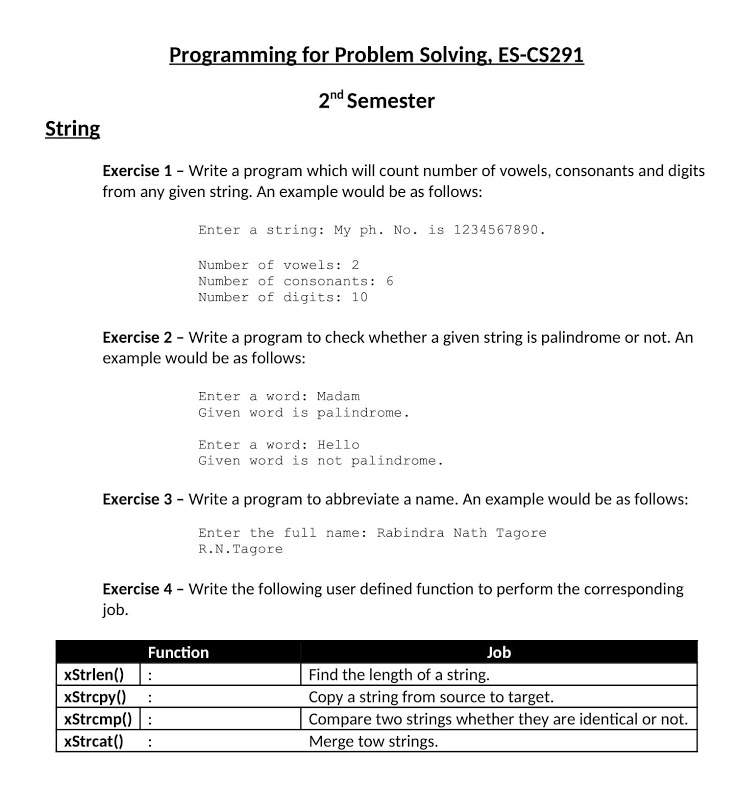 Programming for Problem Solving, ES-CS291
2nd Semester
String
Exercise 1 – Write a program which will count number of vowels, consonants and digits
from any given string. An example would be as follows:
Enter a string: My ph. No. is 1234567890.
Number of vowels: 2
Number of consonants: 6
Number of digits: 10
Exercise 2 – Write a program to check whether a given string is palindrome or not. An
example would be as follows:
Enter a word: Madam
Given word is palindrome.
Enter a word: Hello
Given word is not palindrome.
Exercise 3 – Write a program to abbreviate a name. An example would be as follows:
Enter the full name: Rabindra Nath Tagore
R.N.Tagore
Exercise 4 – Write the following user defined function to perform the corresponding
job.
Function Job
xStrlen() : Find the length of a string.
xStrcpy() : Copy a string from source to target.
xStrcmp() : Compare two strings whether they are identical or not.
xStrcat() : Merge tow strings.